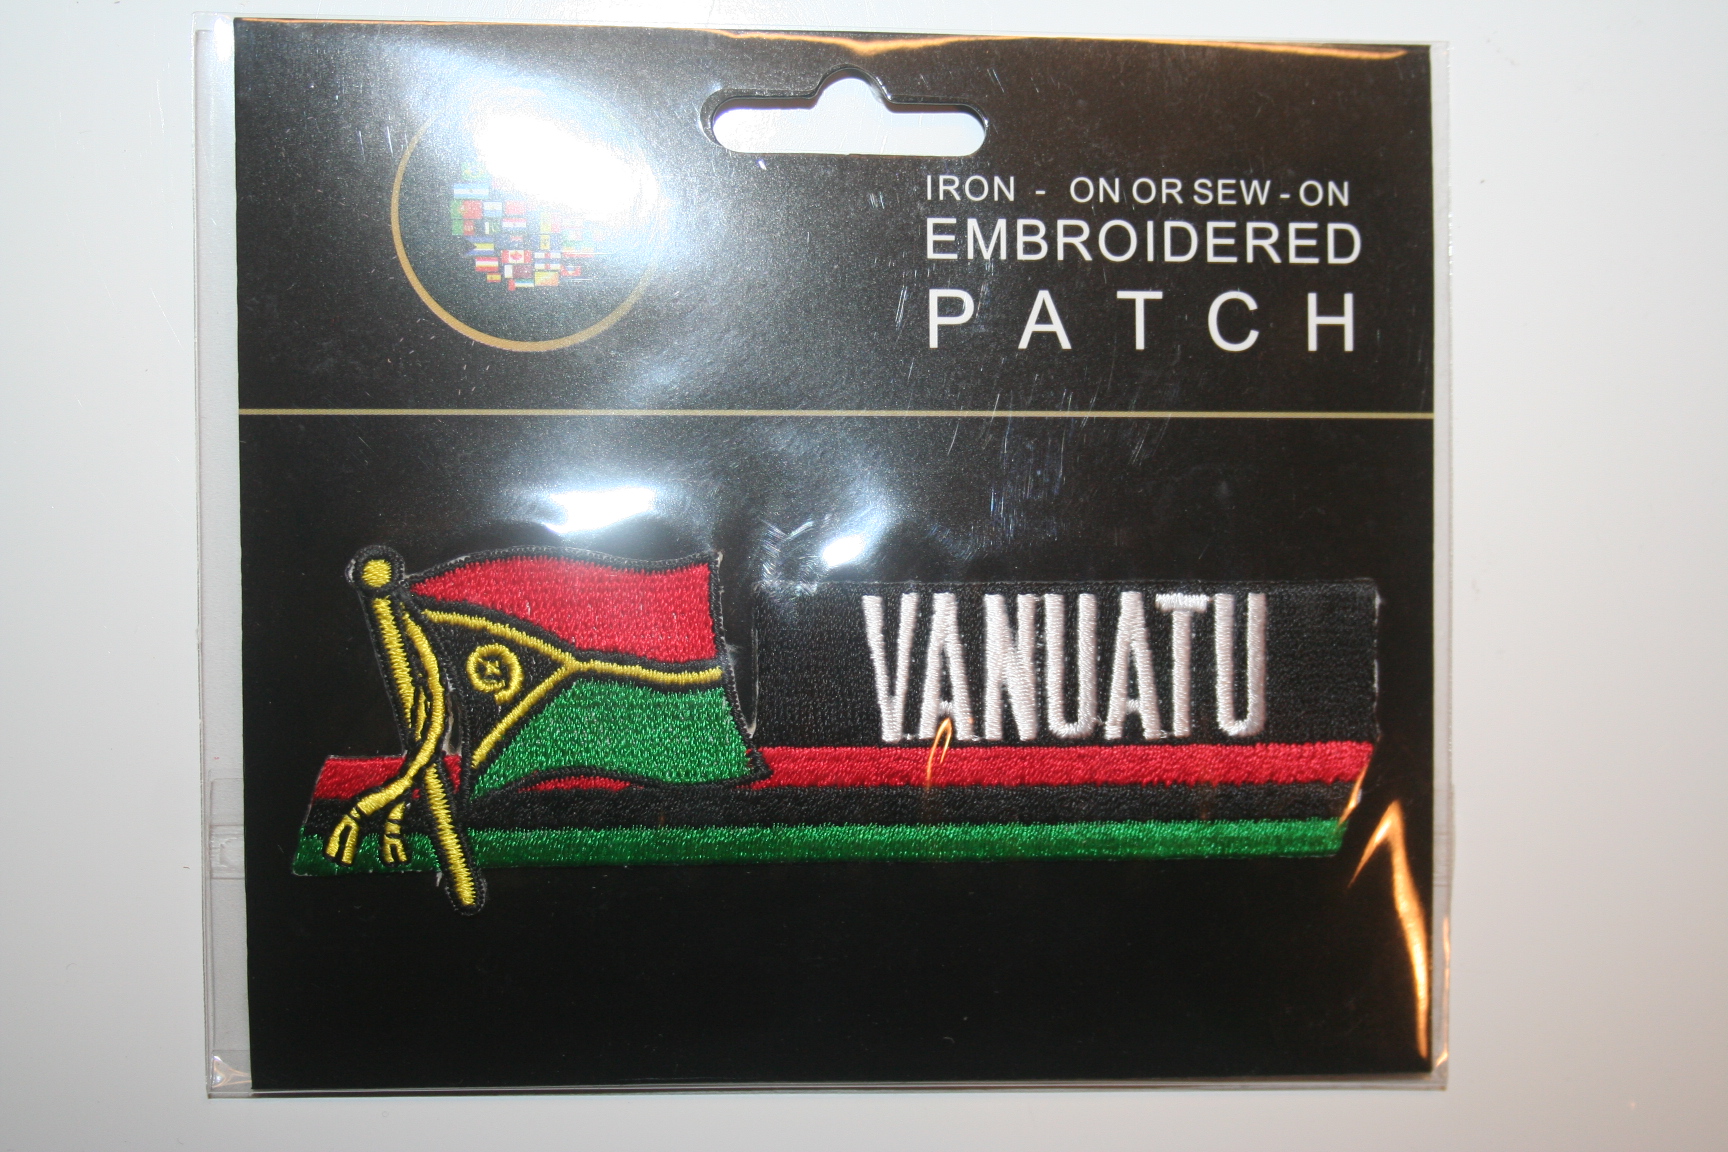 IRON - ON OR SEW - ON
EMBROIDERED
PATCH
VANUATU